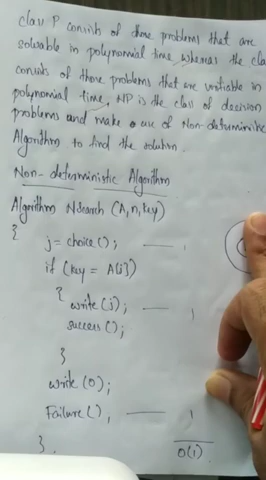 class P consists of those problems that are
solvable in polynomial time, whereas the cla
consists of those problems that are verifiable in
polynomial time, NP is the class of decision
problems and make use of Non-deterministic
Algorithm to find the solution.
Non-deterministic Algorithm
Algorithm NSearch (A, n, key)
{
j = choice(); — 1
if (key = A[j])
{ write(j); — 1
success();
}
write(0);
Failure(); — 1
}. O(1)